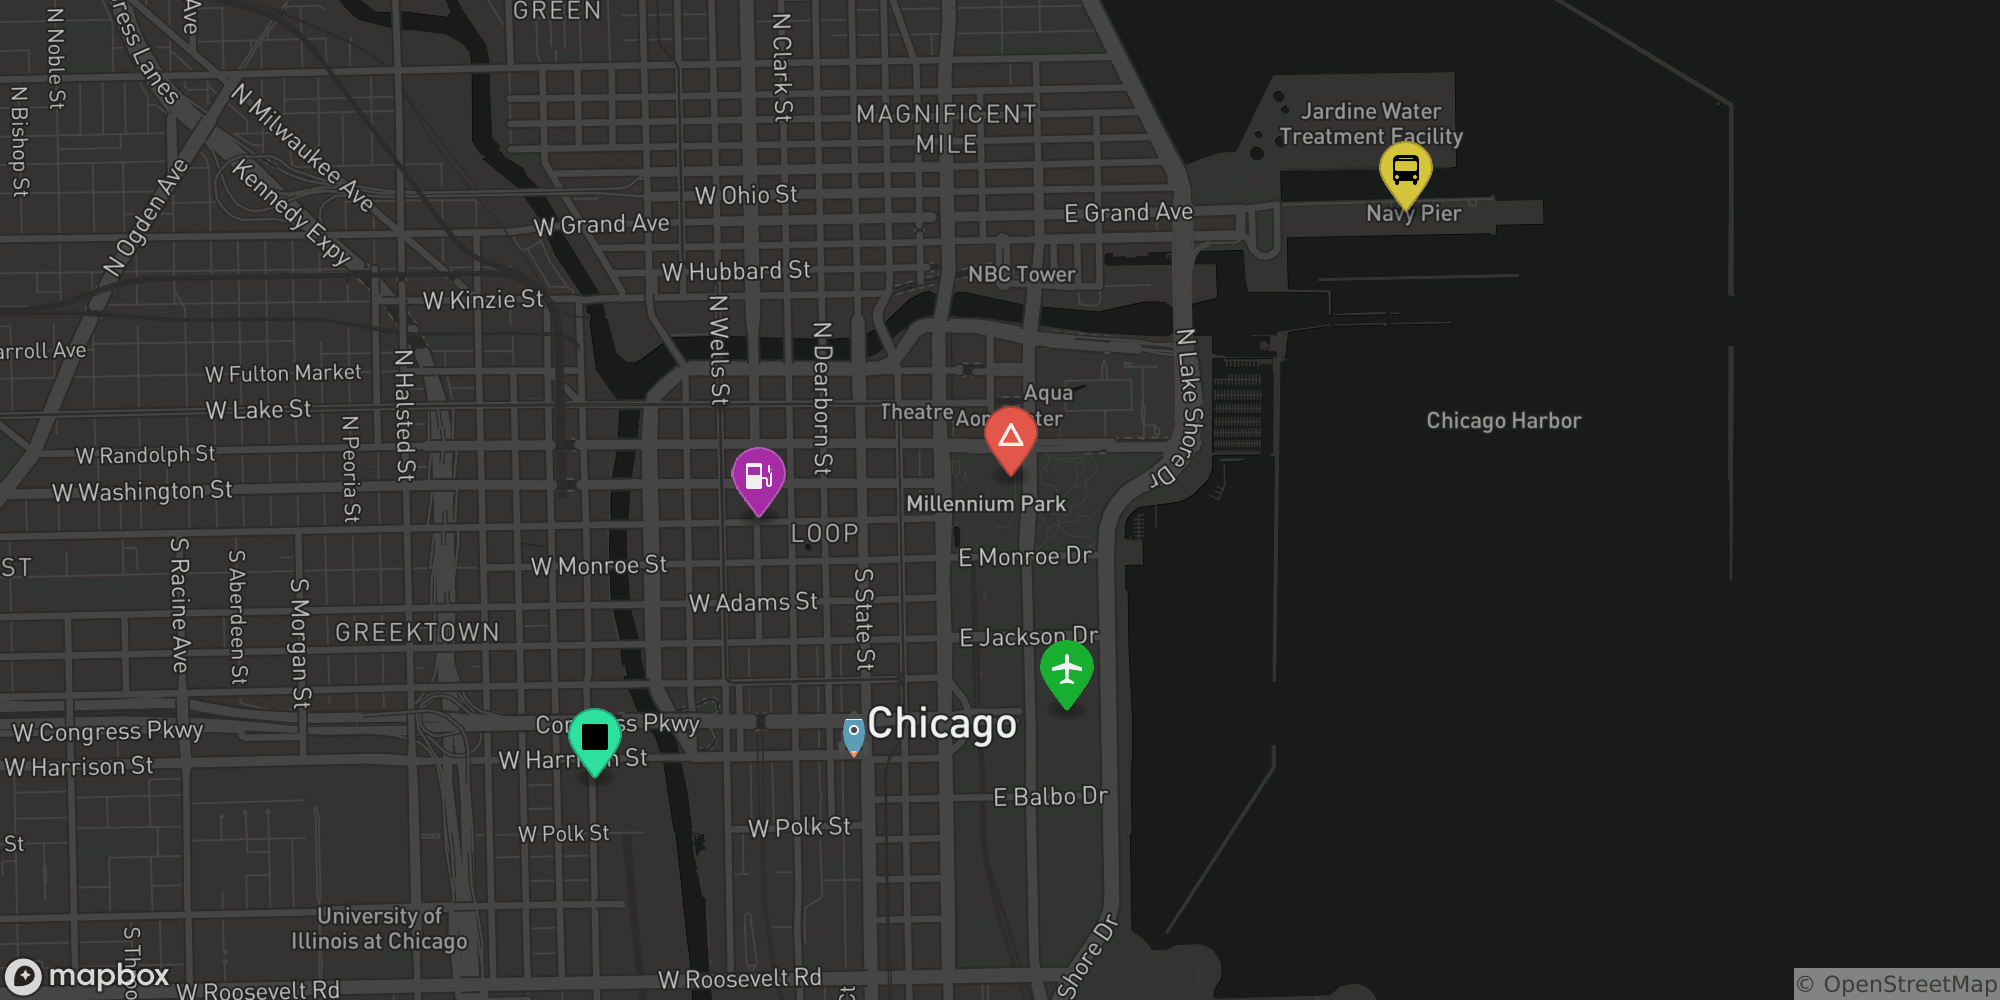 GREEN
N Noble St
ress Lanes
Ave
N Clark St
N Bishop St
N Milwaukee Ave
MAGNIFICENT
MILE
Jardine Water
Treatment Facility
Kennedy Expy
N Ogden Ave
W Ohio St
W Grand Ave
E Grand Ave
Navy Pier
W Hubbard St
NBC Tower
W Kinzie St
N Wells St
N Dearborn St
N Lake Shore Dr
arroll Ave
N Halsted St
W Fulton Market
W Lake St
Theatre
Aqua
Chicago Harbor
N Peoria St
W Randolph St
W Washington St
Millennium Park
LOOP
E Monroe Dr
ST
S Racine Ave
S Aberdeen St
S Morgan St
W Monroe St
W Adams St
S State St
GREEKTOWN
E Jackson Dr
W Congress Pkwy
Pkwy
Chicago
W Harrison St
St
W Polk St
W Polk St
E Balbo Dr
St
University of
Illinois at Chicago
Shore Dr
W Roosevelt Rd
W Roosevelt Rd
mapbox
© OpenStreetMap